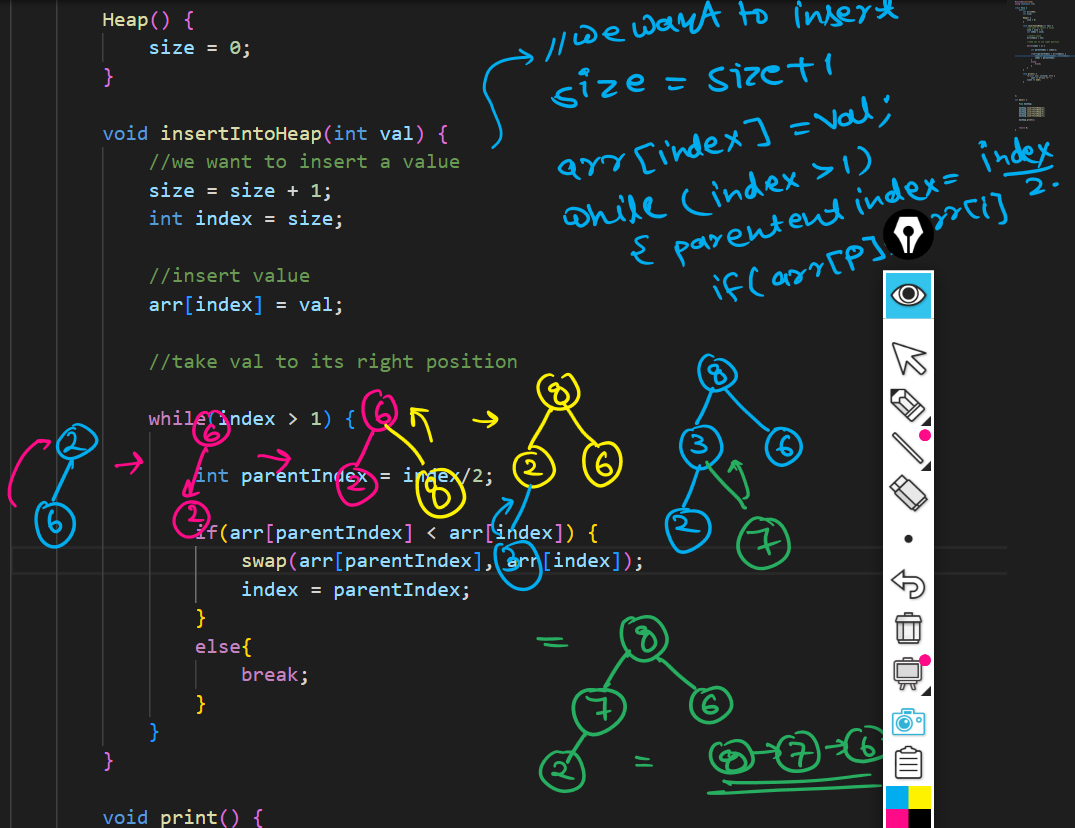 Heap() {
size = 0;
}
void insertIntoHeap(int val) {
//we want to insert a value
size = size + 1;
int index = size;
//insert value
arr[index] = val;
//take val to its right position
while(index > 1) {
int parentIndex = index/2;
if(arr[parentIndex] < arr[index]) {
swap(arr[parentIndex], arr[index]);
index = parentIndex;
}
else{
break;
}
}
}
void print() {
//we want to insert
size = size+1
arr[index] = val;
while (index > 1)
{ parentent index = index
2.
if(arr[P] arr[i]
2
6
6
2
6
2
8
8
2
6
3
8
3
6
2
7
=
8
7
6
2
=
8 → 7 → 6